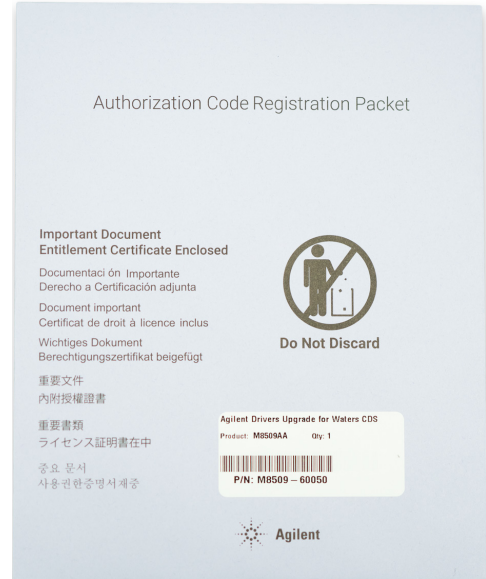 Authorization Code Registration Packet
Important Document
Entitlement Certificate Enclosed
Documentaci ón Importante
Derecho a Certificación adjunta
Document important
Certificat de droit à licence inclus
Wichtiges Dokument
Berechtigungszertifikat beigefügt
重要文件
內附授權證書
重要書類
ライセンス証明書在中
중요 문서
사용권한증명서재중
Do Not Discard
Agilent Drivers Upgrade for Waters CDS
Product: M8509AA Qty: 1
P/N: M8509 – 60050
Agilent